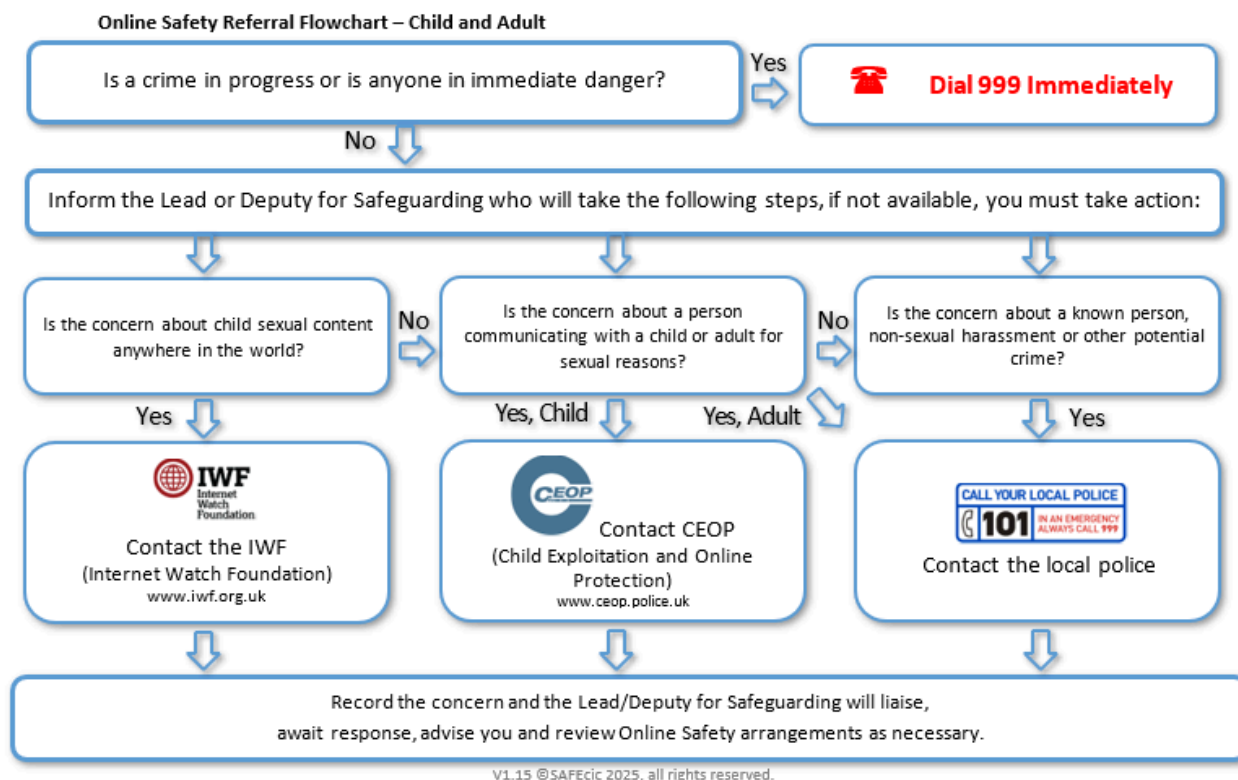 Online Safety Referral Flowchart – Child and Adult
Is a crime in progress or is anyone in immediate danger?
Yes
Dial 999 Immediately
No
Inform the Lead or Deputy for Safeguarding who will take the following steps, if not available, you must take action:
Is the concern about child sexual content
anywhere in the world?
No
Is the concern about a person
communicating with a child or adult for
sexual reasons?
No
Is the concern about a known person,
non-sexual harassment or other potential
crime?
Yes
Yes, Child
Yes, Adult
Yes
IWF
Internet
Watch
Foundation
Contact the IWF
(Internet Watch Foundation)
www.iwf.org.uk
CEOP
Contact CEOP
(Child Exploitation and Online
Protection)
www.ceop.police.uk
CALL YOUR LOCAL POLICE
101
IN AN EMERGENCY
ALWAYS CALL 999
Contact the local police
Record the concern and the Lead/Deputy for Safeguarding will liaise,
await response, advise you and review Online Safety arrangements as necessary.
V1.15 ©SAFEcic 2025, all rights reserved.